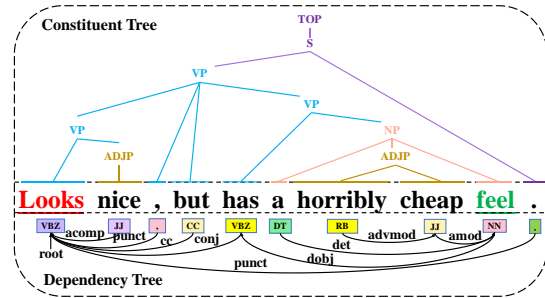 Constituent Tree
TOP
S
VP
VP
VP
NP
ADJP
ADJP
Looks nice , but has a horribly cheap feel .
VBZ JJ , CC VBZ DT RB JJ NN .
acomp punct cc conj det advmod amod
root
punct dobj
Dependency Tree